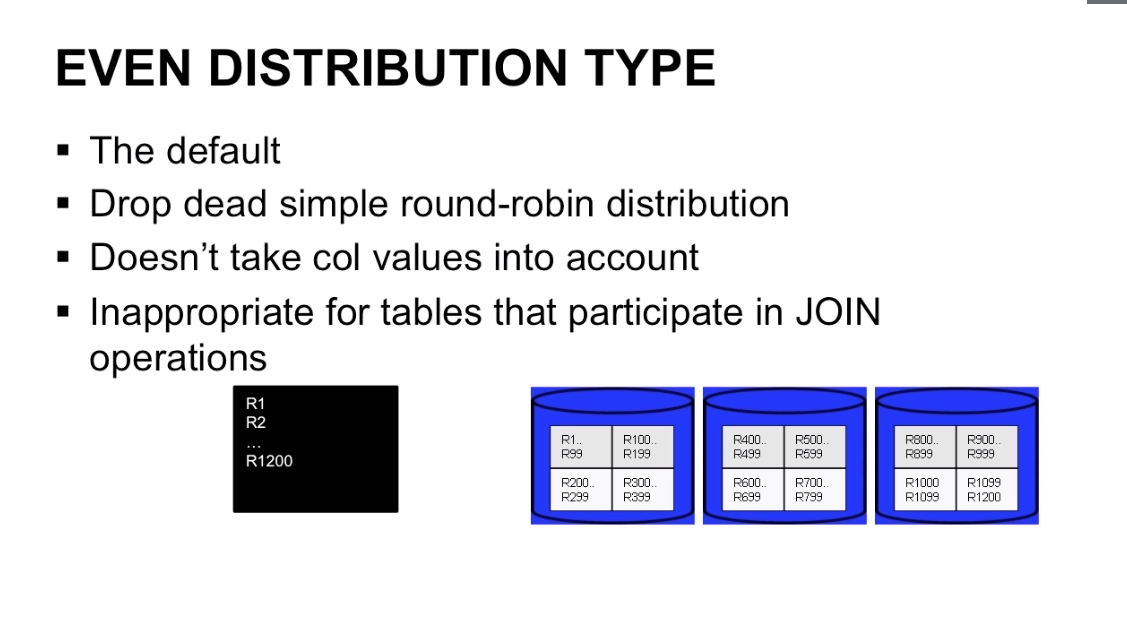 EVEN DISTRIBUTION TYPE
▪ The default
▪ Drop dead simple round-robin distribution
▪ Doesn’t take col values into account
▪ Inappropriate for tables that participate in JOIN
operations
R1
R2
...
R1200
R1..
R99
R100..
R199
R200..
R299
R300..
R399
R400..
R499
R500..
R599
R600..
R699
R700..
R799
R800..
R899
R900..
R999
R1000
R1099
R1099
R1200